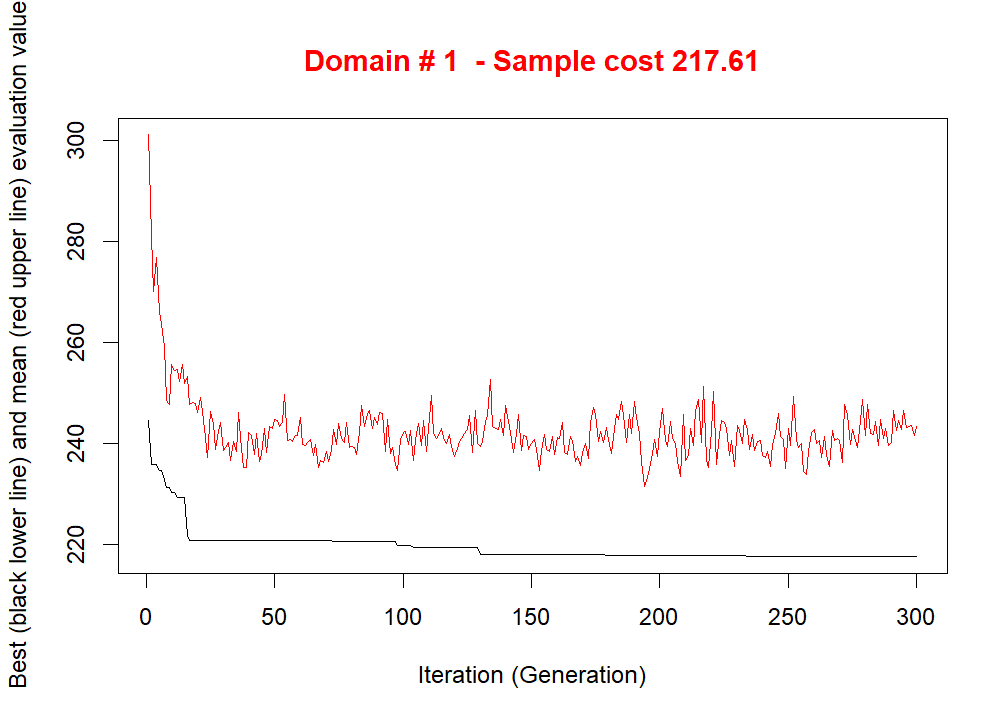 Domain # 1  - Sample cost 217.61
Best (black lower line) and mean (red upper line) evaluation value
300
280
260
240
220
0 50 100 150 200 250 300
Iteration (Generation)